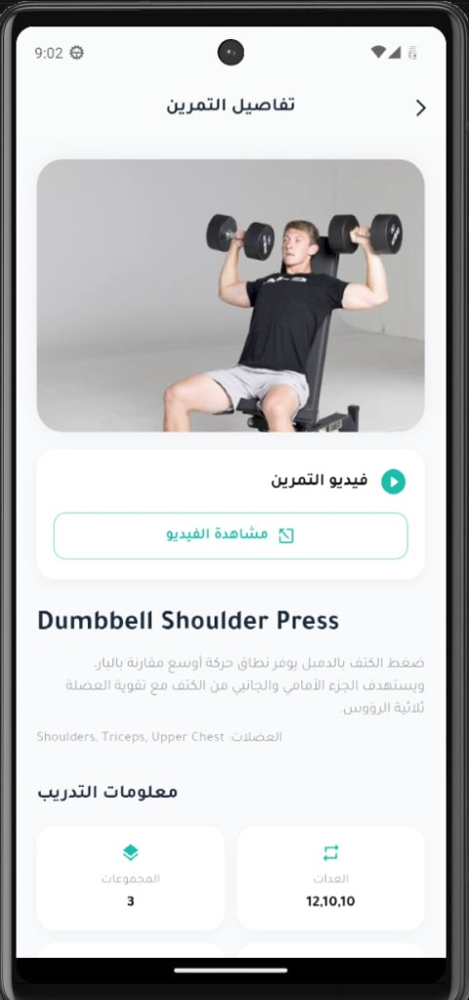 9:02
تفاصيل التمرين
فيديو التمرين
مشاهدة الفيديو
Dumbbell Shoulder Press
ضغط الكتف بالدمبل يوفر نطاق حركة أوسع مقارنة بالبار،
ويستهدف الجزء الأمامي والجانبي من الكتف مع تقوية العضلة
ثلاثية الرؤوس.
العضلات: Shoulders, Triceps, Upper Chest
معلومات التدريب
العدات
12,10,10
المجموعات
3